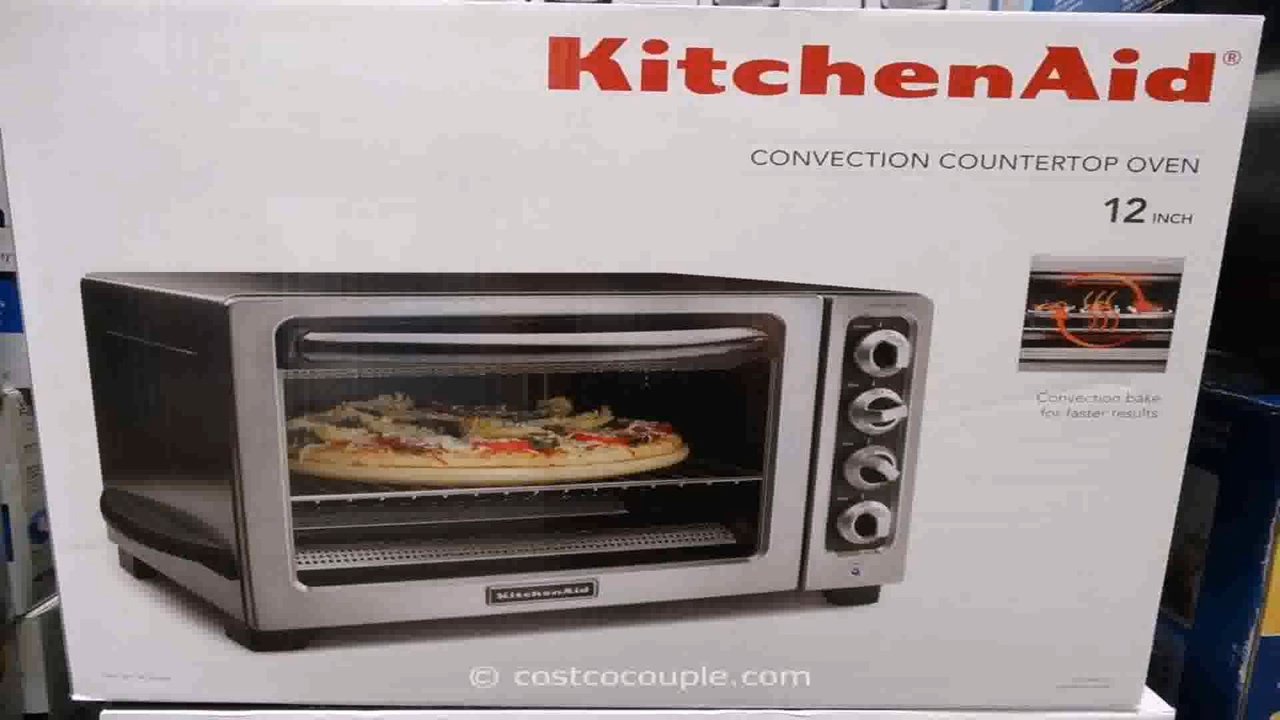 KitchenAid®
CONVECTION COUNTERTOP OVEN
12 INCH
Convection bake
for faster results
KitchenAid
© costcocouple.com